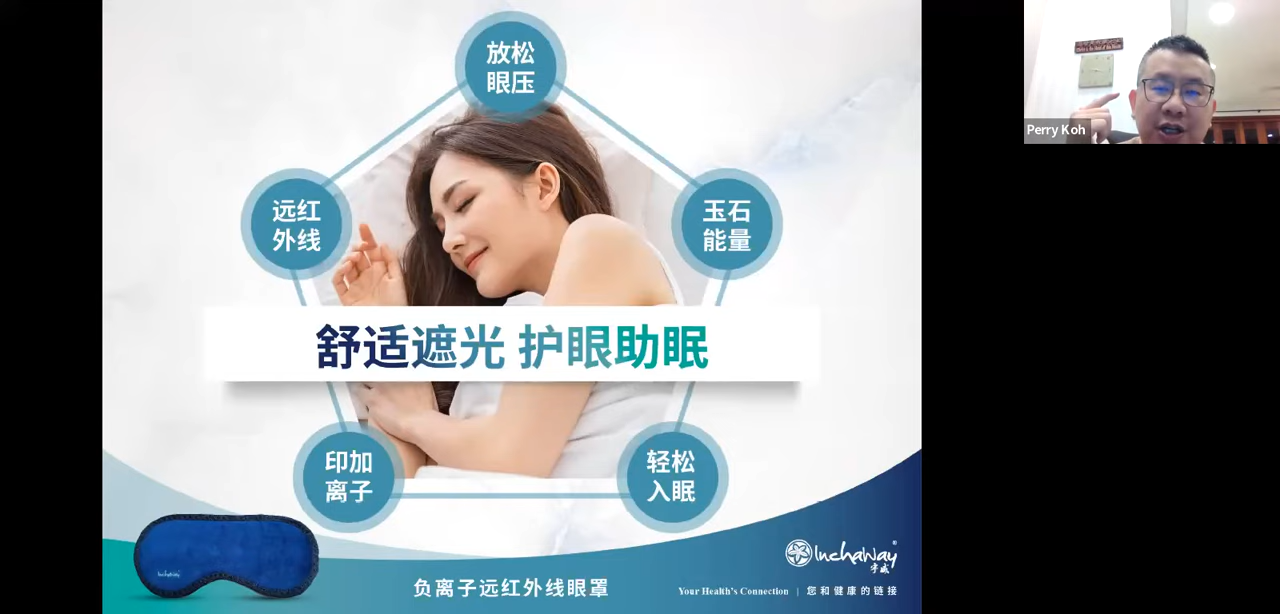 放松
眼压
远红
外线
玉石
能量
舒适遮光 护眼助眠
印加
离子
轻松
入眠
Inchaway
负离子远红外线眼罩
Inchaway®
宇威
Your Health's Connection | 您和健康的链接
Perry Koh